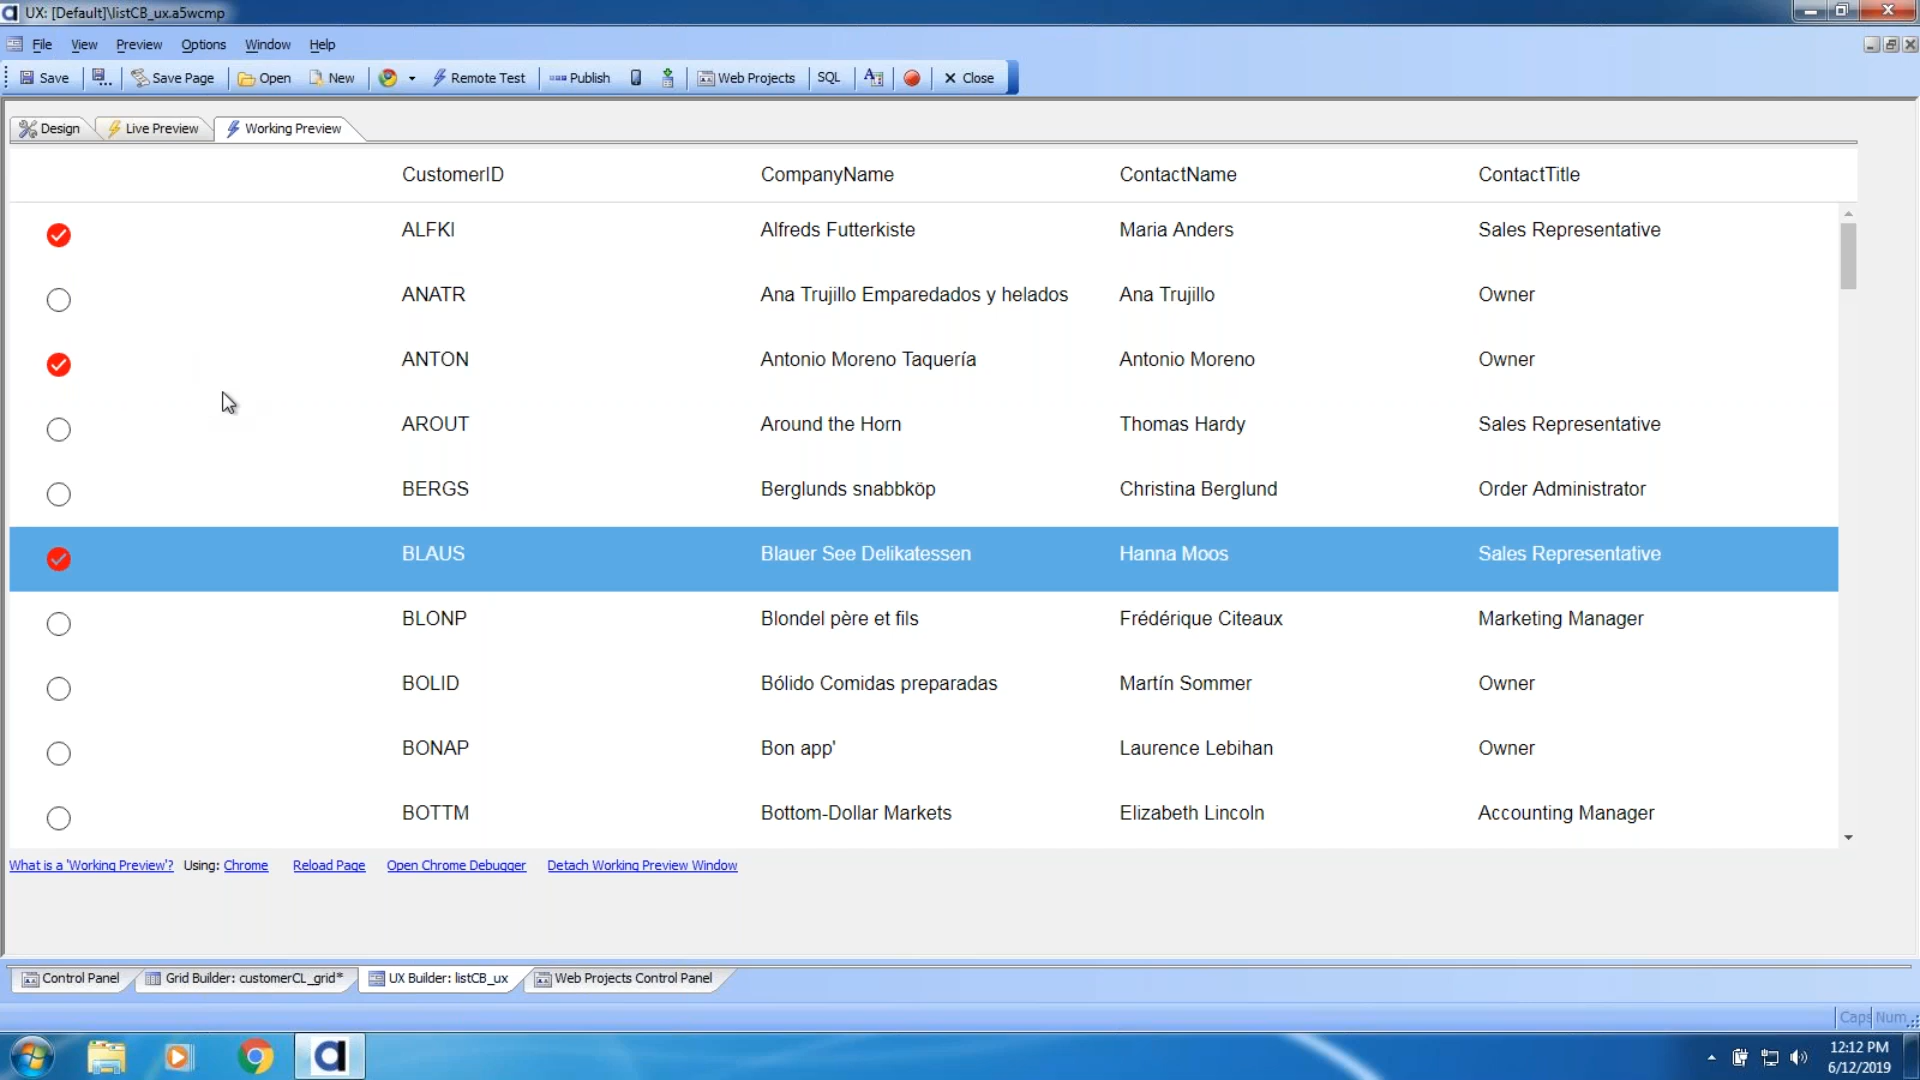 UX: [Default]\listCB_ux.a5wcmp
File View Preview Options Window Help
Save Save Page Open New Remote Test Publish Web Projects SQL Close
Design Live Preview Working Preview
CustomerID CompanyName ContactName ContactTitle
ALFKI Alfreds Futterkiste Maria Anders Sales Representative
ANATR Ana Trujillo Emparedados y helados Ana Trujillo Owner
ANTON Antonio Moreno Taquería Antonio Moreno Owner
AROUT Around the Horn Thomas Hardy Sales Representative
BERGS Berglunds snabbköp Christina Berglund Order Administrator
BLAUS Blauer See Delikatessen Hanna Moos Sales Representative
BLONP Blondel père et fils Frédérique Citeaux Marketing Manager
BOLID Bólido Comidas preparadas Martín Sommer Owner
BONAP Bon app' Laurence Lebihan Owner
BOTTM Bottom-Dollar Markets Elizabeth Lincoln Accounting Manager
What is a 'Working Preview'? Using: Chrome Reload Page Open Chrome Debugger Detach Working Preview Window
Control Panel Grid Builder: customerCL_grid* UX Builder: listCB_ux Web Projects Control Panel
Caps Num
12:12 PM
6/12/2019